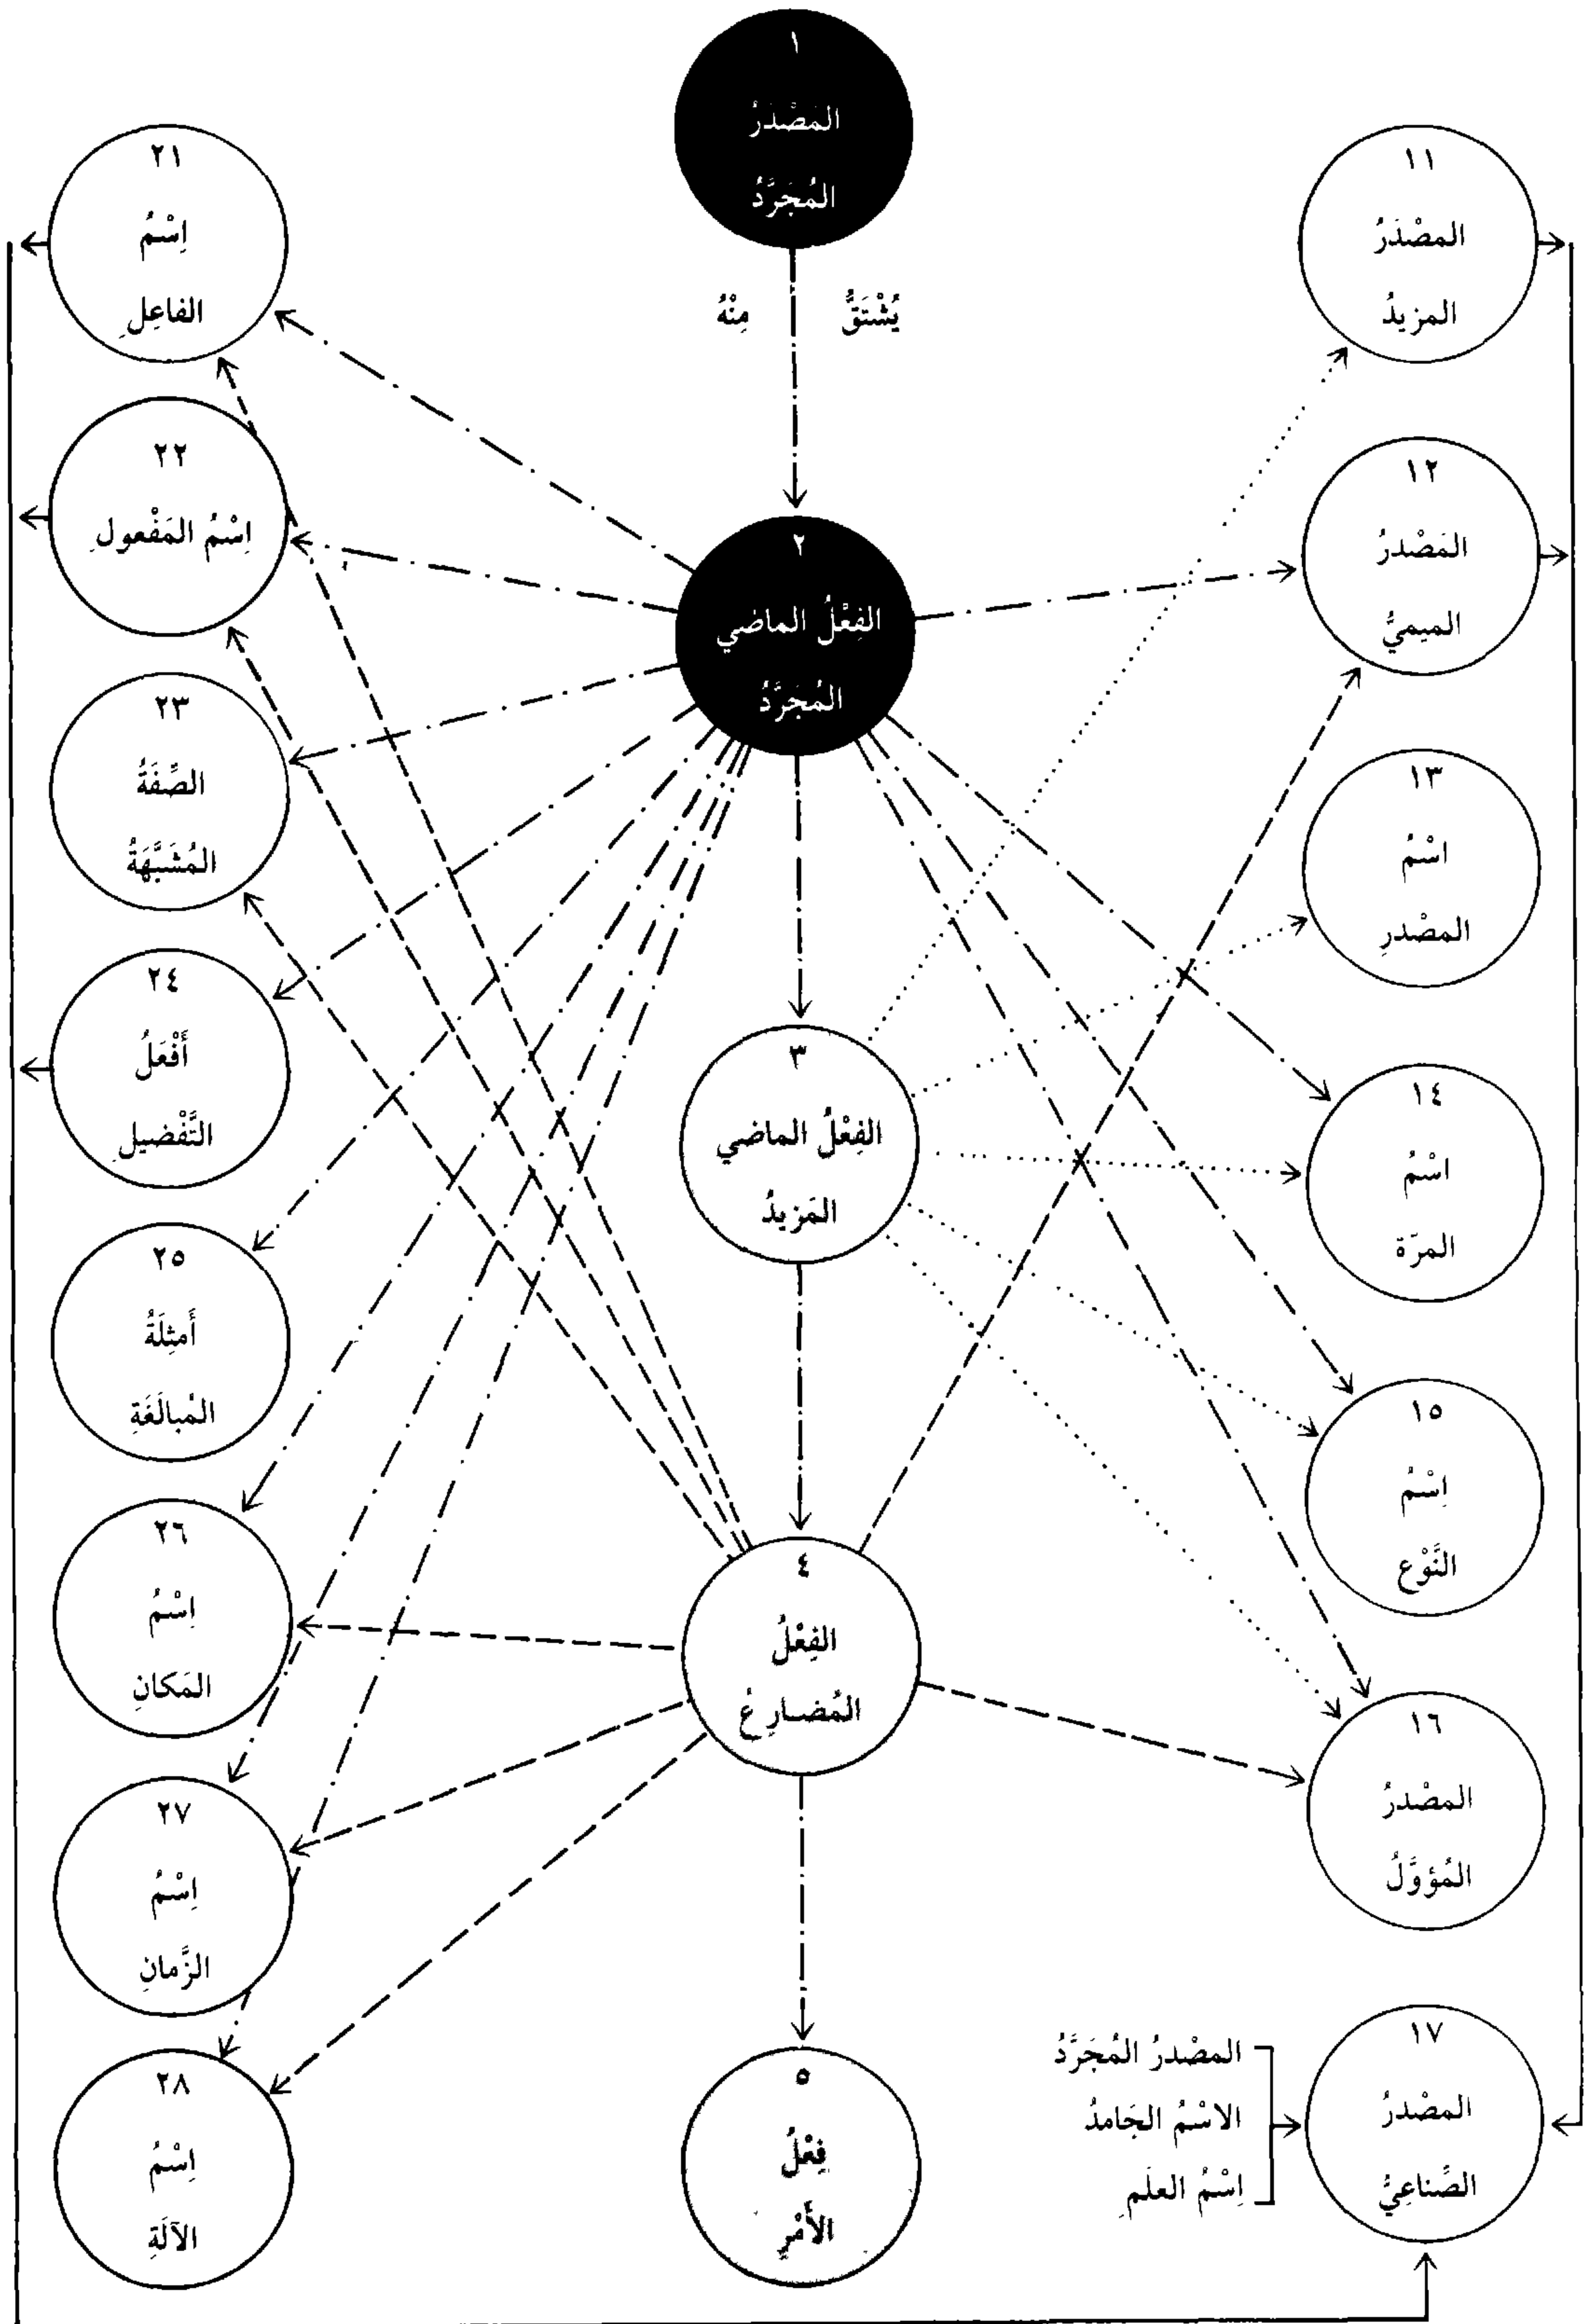 ١
المَصْدَرُ
المُجَرَّدُ
يُشْتَقُّ مِنْهُ
٢
الفِعْلُ الماضي
المُجَرَّدُ
٣
الفِعْلُ الماضي
المَزيدُ
٤
الفِعْلُ
المُضارِعُ
٥
فِعْلُ
الأَمْرِ
١١
المصْدَرُ
المزيدُ
١٢
المَصْدرُ
الميميُّ
١٣
اسْمُ
المصْدرِ
١٤
اسْمُ
المرّة
١٥
اِسْمُ
النَّوْع
١٦
المصْدرُ
المُؤوَّلُ
١٧
المصْدرُ
الصِّناعِيُّ
المصْدرُ المُجَرَّدُ
الاسْمُ الجَامدُ
اِسْمُ العلَمِ
٢١
اِسْمُ
الفاعِلِ
٢٢
اِسْمُ المَفْعولِ
٢٣
الصِّفَةُ
المُشَبَّهَةُ
٢٤
أَفْعَلُ
التَّفْضيلِ
٢٥
أَمثِلَةُ
المُبالَغَةِ
٢٦
اِسْمُ
المَكانِ
٢٧
اِسْمُ
الزَّمانِ
٢٨
اِسْمُ
الآلَةِ